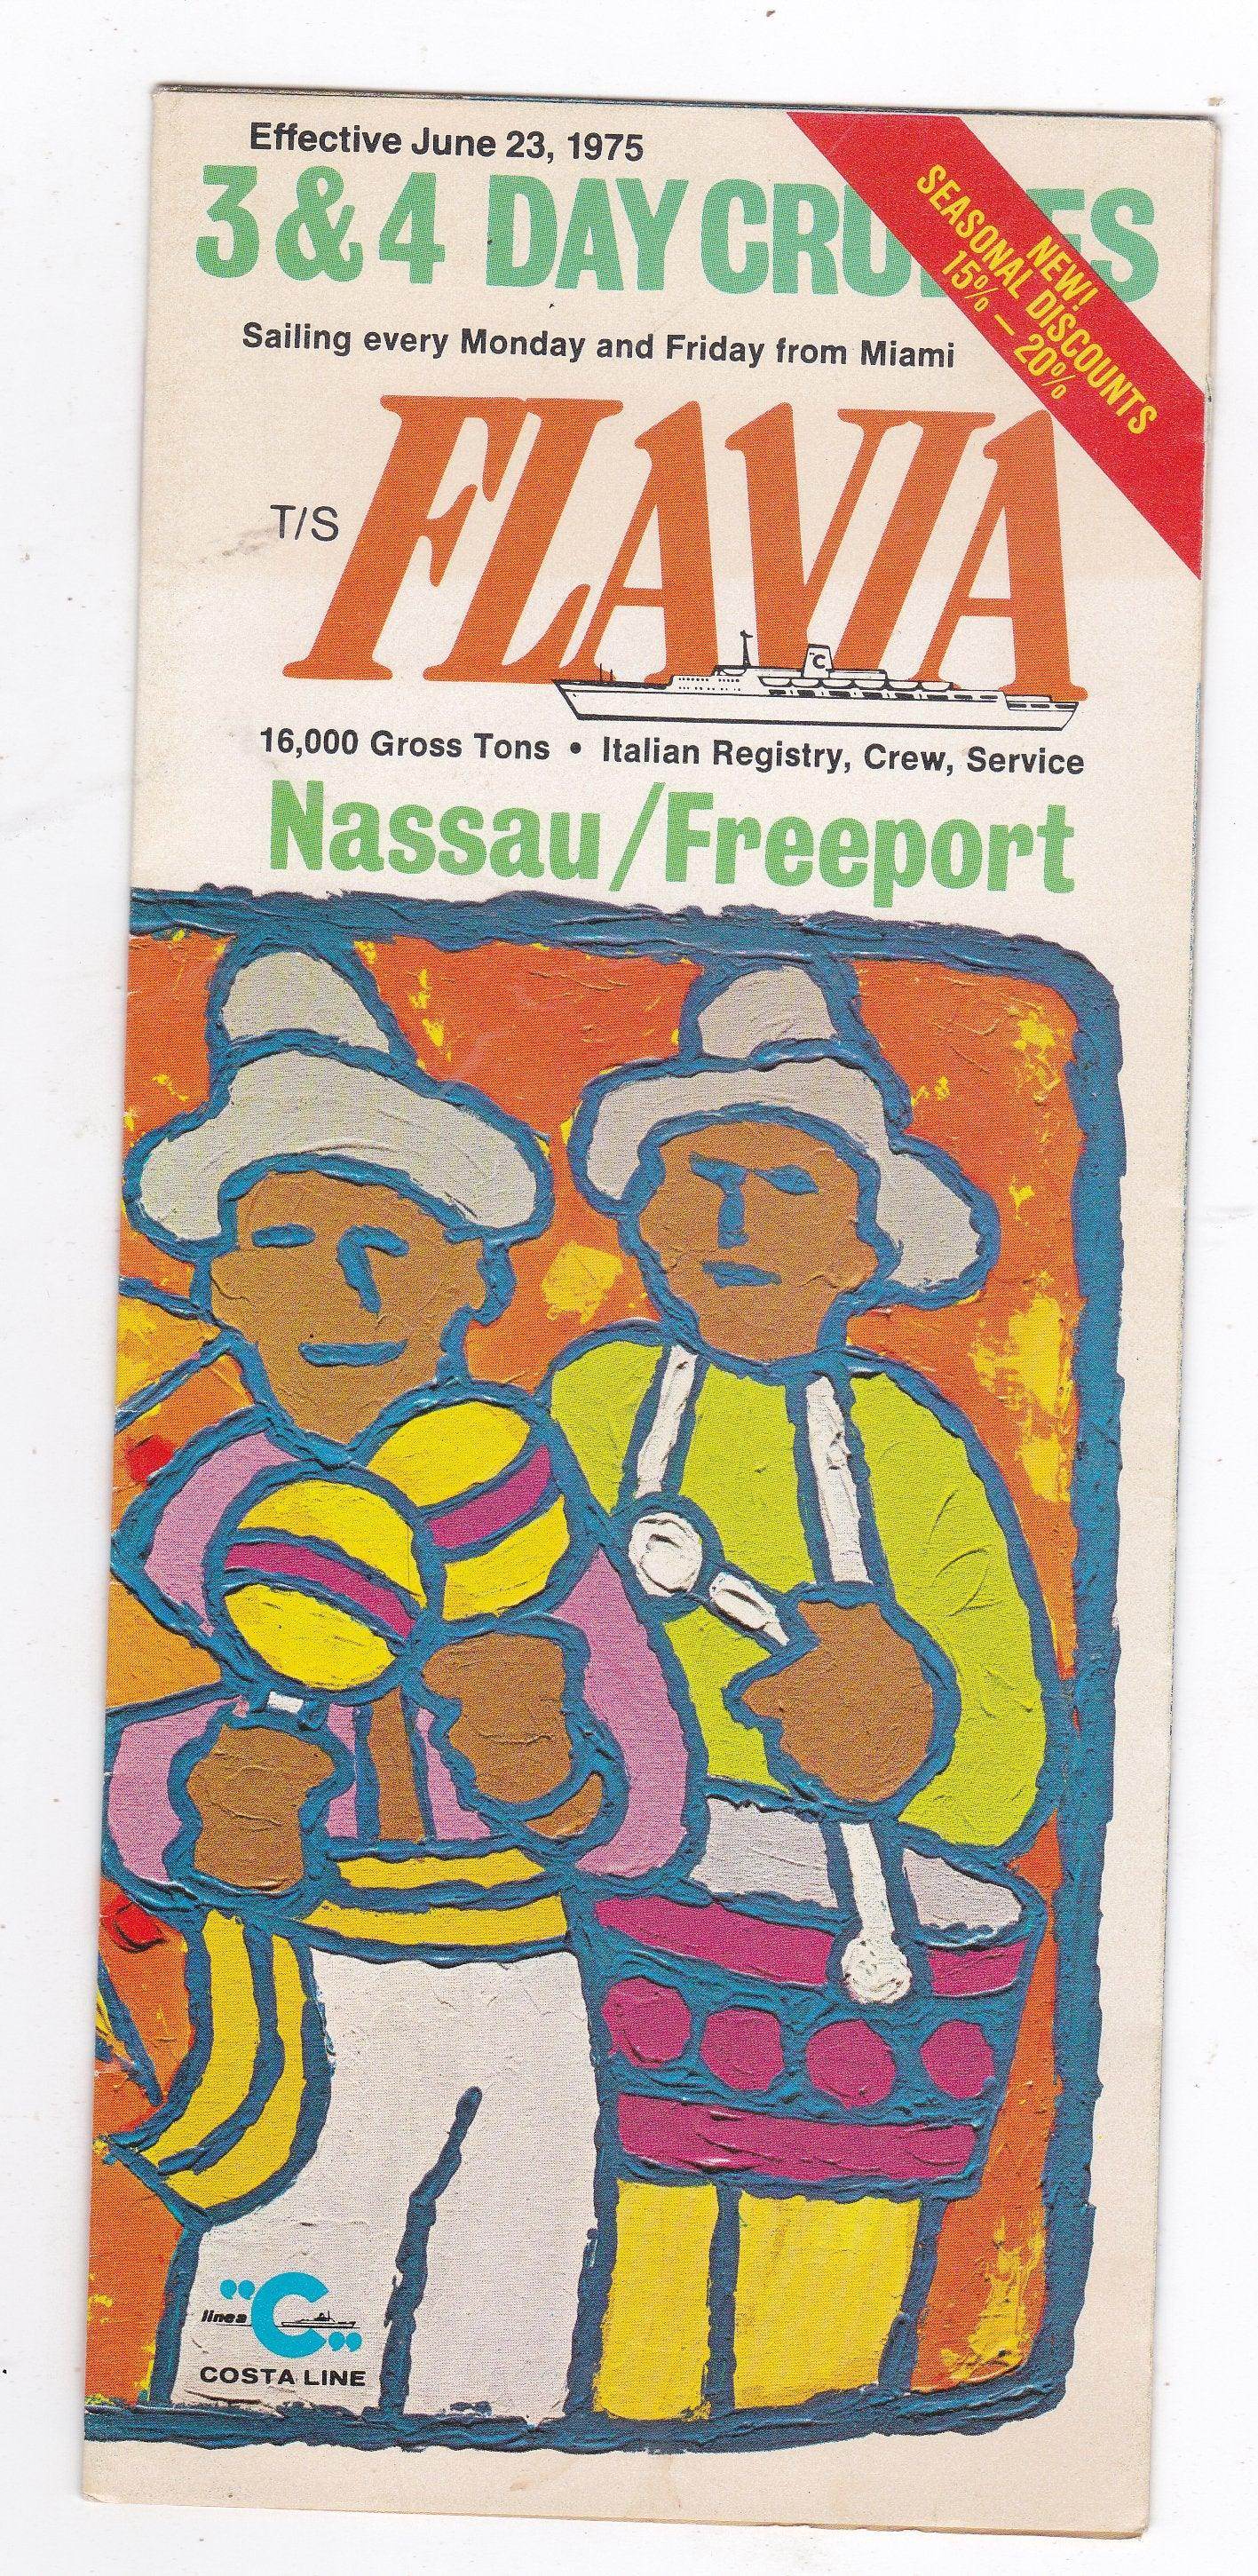 Effective June 23, 1975
3 & 4 DAY CRU ES
NEW!
SEASONAL DISCOUNTS
15% — 20%
Sailing every Monday and Friday from Miami
T/S FLAVIA
C
16,000 Gross Tons • Italian Registry, Crew, Service
Nassau/Freeport
linea "C"
COSTA LINE